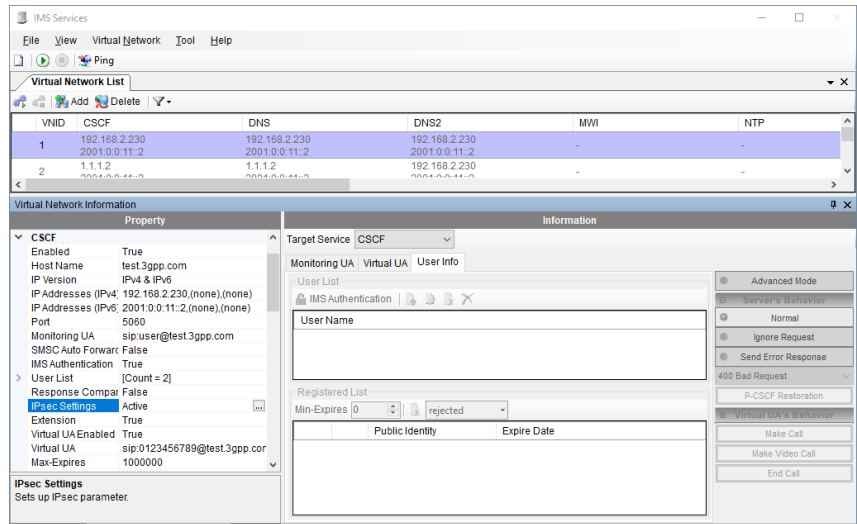 IMS Services
File View Virtual Network Tool Help
Ping
Virtual Network List
Add Delete
VNID CSCF DNS DNS2 MWI NTP
1 192.168.2.230 192.168.2.230 192.168.2.230 - -
2001:0:0:11::2 2001:0:0:11::2 2001:0:0:11::2
2 1.1.1.2 1.1.1.2 192.168.2.230 - -
Virtual Network Information
Property
CSCF
Enabled True
Host Name test.3gpp.com
IP Version IPv4 & IPv6
IP Addresses (IPv4) 192.168.2.230,(none),(none)
IP Addresses (IPv6) 2001:0:0:11::2,(none),(none)
Port 5060
Monitoring UA sip:user@test.3gpp.com
SMSC Auto Forward False
IMS Authentication True
User List [Count = 2]
Response Compar False
IPsec Settings Active ...
Extension True
Virtual UA Enabled True
Virtual UA sip:0123456789@test.3gpp.com
Max-Expires 1000000
IPsec Settings
Sets up IPsec parameter.
Information
Target Service CSCF
Monitoring UA Virtual UA User Info
User List
IMS Authentication
User Name
Registered List
Min-Expires 0 rejected
Public Identity Expire Date
Advanced Mode
Server's Behavior
Normal
Ignore Request
Send Error Response
400 Bad Request
P-CSCF Restoration
Virtual UA's Behavior
Make Call
Make Video Call
End Call